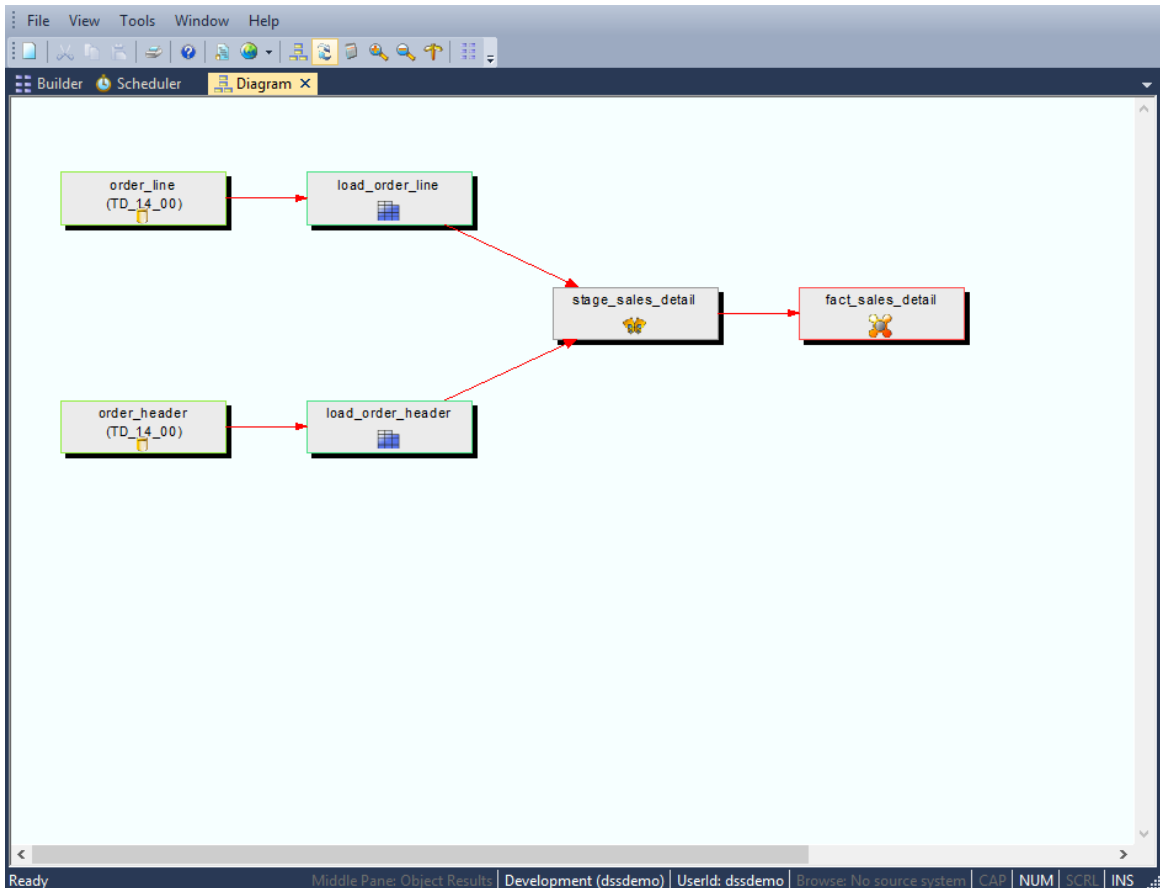 File View Tools Window Help
Builder Scheduler Diagram
order_line
(TD_14_00)
load_order_line
stage_sales_detail
fact_sales_detail
order_header
(TD_14_00)
load_order_header
Ready Middle Pane: Object Results Development (dssdemo) UserId: dssdemo Browse: No source system CAP NUM SCRL INS